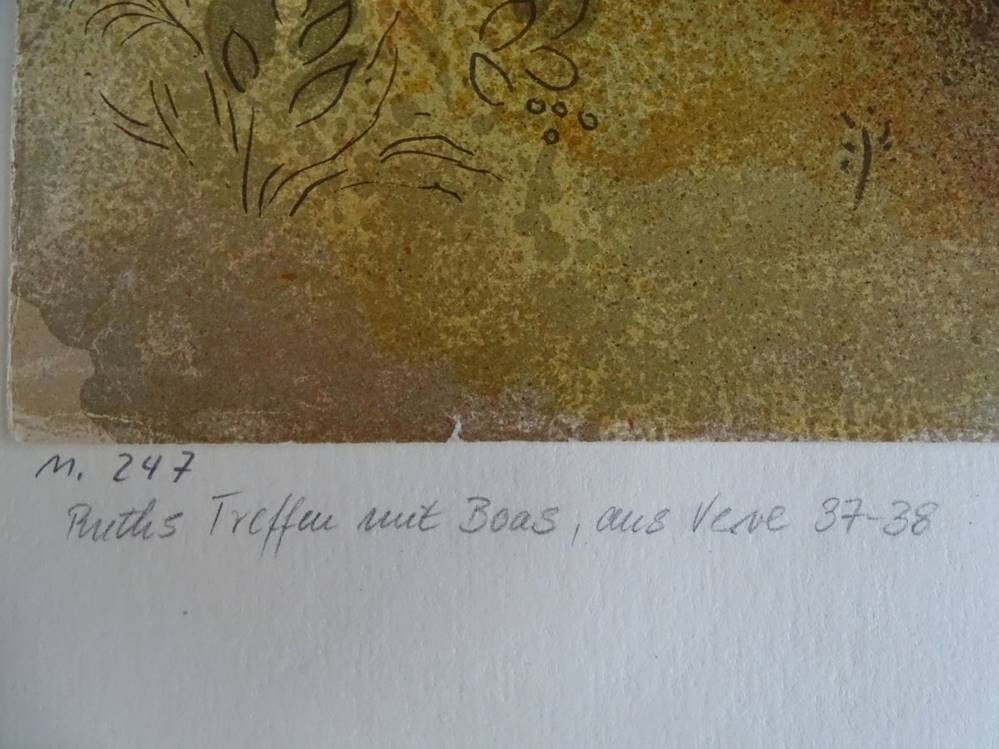 M. 247
Ruths Treffen mit Boas, aus Verve 37-38